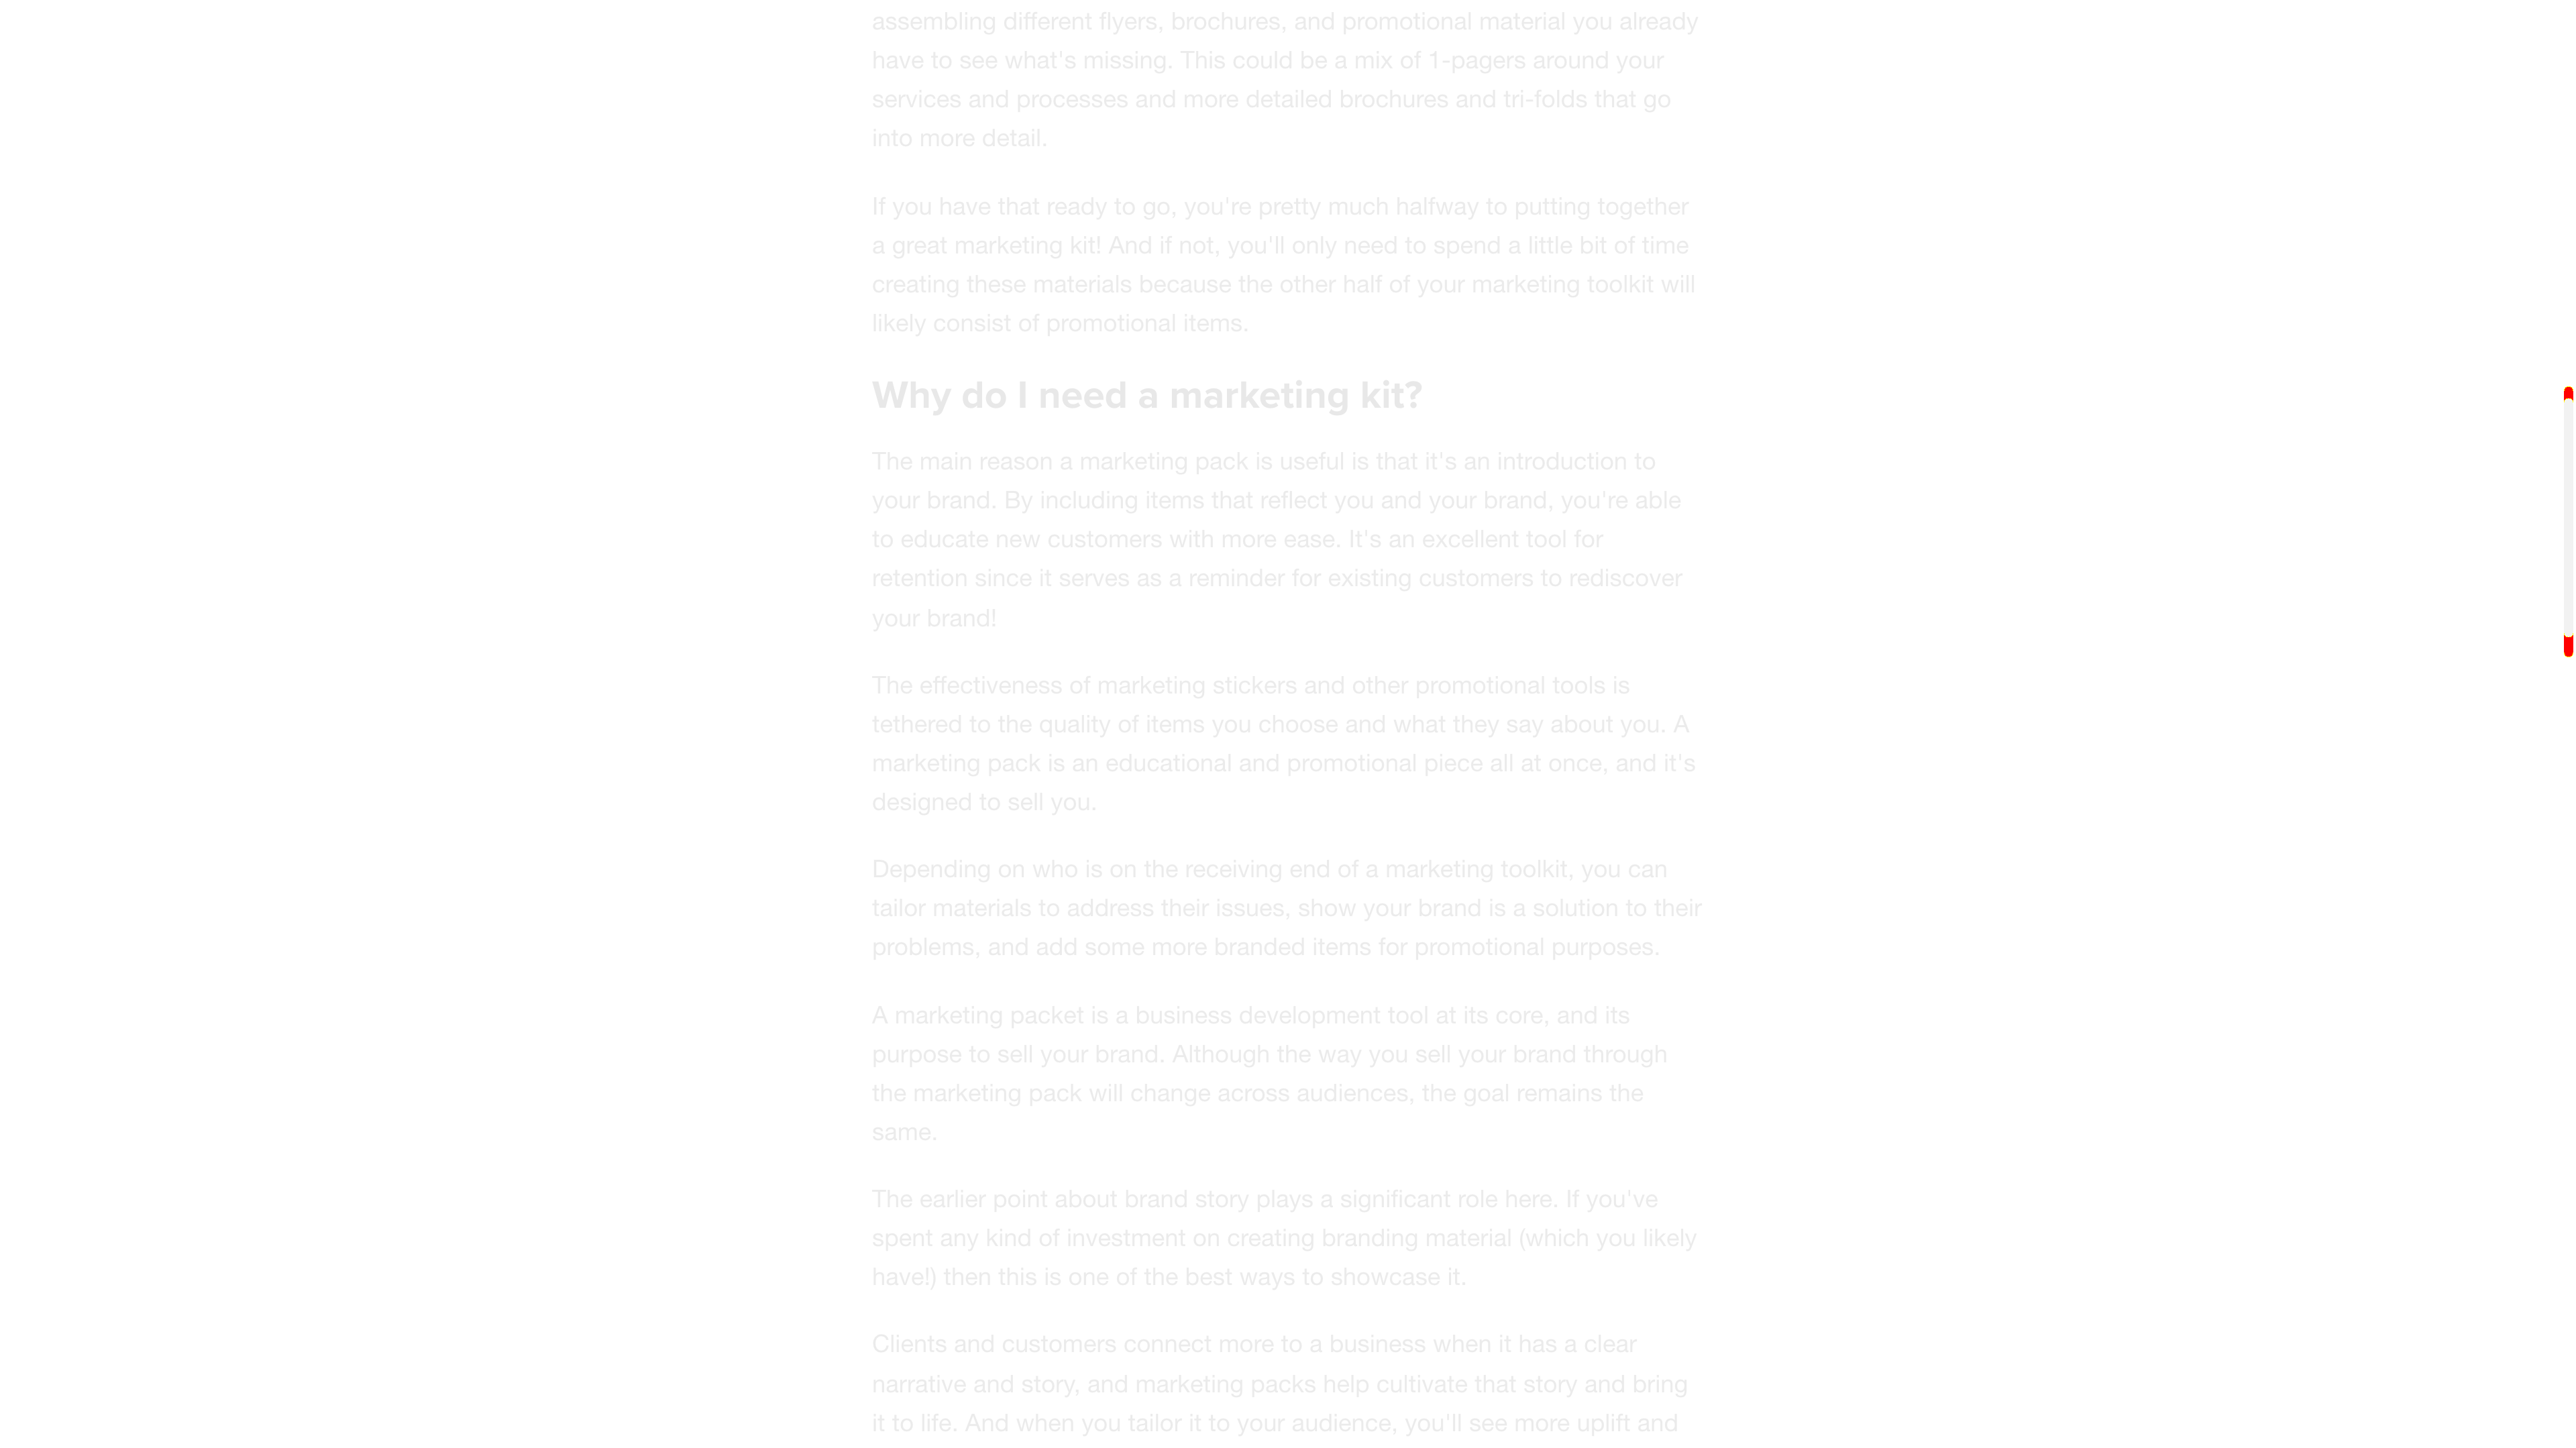 assembling different flyers, brochures, and promotional material you already
have to see what's missing. This could be a mix of 1-pagers around your
services and processes and more detailed brochures and tri-folds that go
into more detail.
If you have that ready to go, you're pretty much halfway to putting together
a great marketing kit! And if not, you'll only need to spend a little bit of time
creating these materials because the other half of your marketing toolkit will
likely consist of promotional items.
Why do I need a marketing kit?
The main reason a marketing pack is useful is that it's an introduction to
your brand. By including items that reflect you and your brand, you're able
to educate new customers with more ease. It's an excellent tool for
retention since it serves as a reminder for existing customers to rediscover
your brand!
The effectiveness of marketing stickers and other promotional tools is
tethered to the quality of items you choose and what they say about you. A
marketing pack is an educational and promotional piece all at once, and it's
designed to sell you.
Depending on who is on the receiving end of a marketing toolkit, you can
tailor materials to address their issues, show your brand is a solution to their
problems, and add some more branded items for promotional purposes.
A marketing packet is a business development tool at its core, and its
purpose to sell your brand. Although the way you sell your brand through
the marketing pack will change across audiences, the goal remains the
same.
The earlier point about brand story plays a significant role here. If you've
spent any kind of investment on creating branding material (which you likely
have!) then this is one of the best ways to showcase it.
Clients and customers connect more to a business when it has a clear
narrative and story, and marketing packs help cultivate that story and bring
it to life. And when you tailor it to your audience, you'll see more uplift and